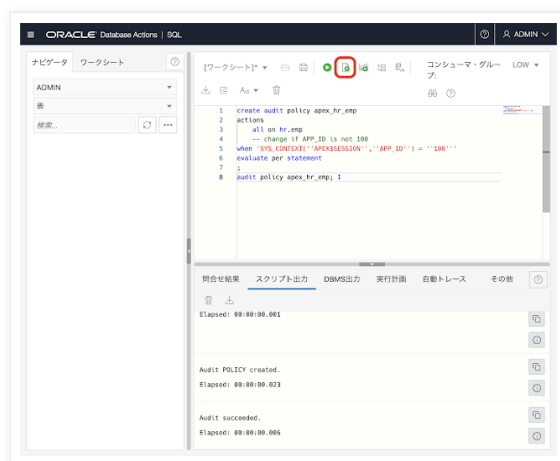 ORACLE Database Actions | SQL
ADMIN
ナビゲータ ワークシート
ADMIN
表
検索...
[ワークシート]*
コンシューマ・グループ: LOW
Aa
1 create audit policy apex_hr_emp
2 actions
3 all on hr.emp
4 -- change if APP_ID is not 100
5 when 'SYS_CONTEXT(''APEX$SESSION'',''APP_ID'') = ''100'''
6 evaluate per statement
7 ;
8 audit policy apex_hr_emp;
問合せ結果 スクリプト出力 DBMS出力 実行計画 自動トレース その他
Elapsed: 00:00:00.001
Audit POLICY created.
Elapsed: 00:00:00.023
Audit succeeded.
Elapsed: 00:00:00.006